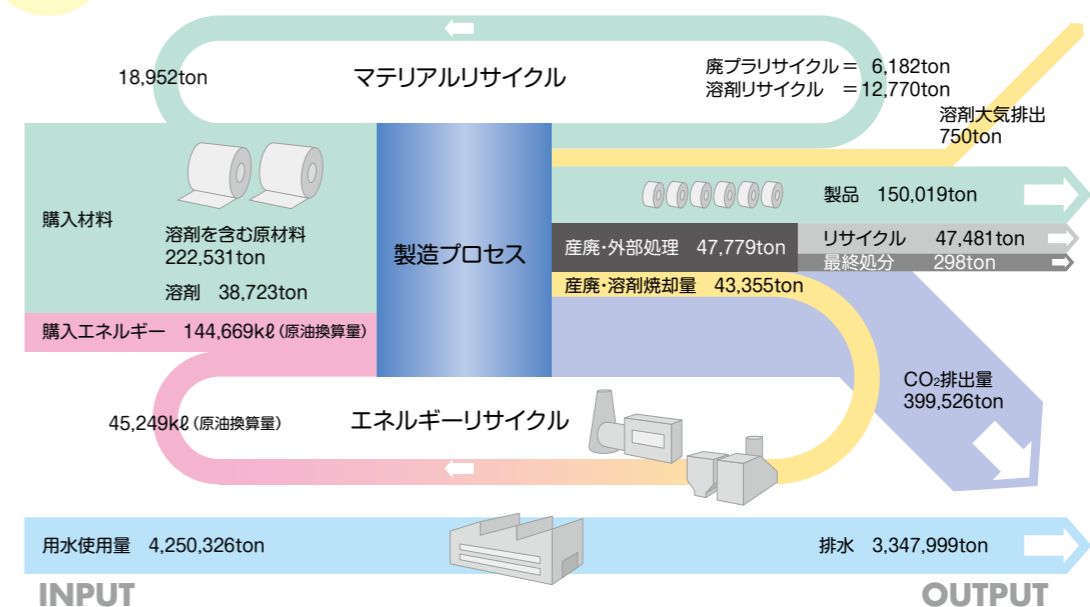 18,952ton
マテリアルリサイクル
廃プラリサイクル＝ 6,182ton
溶剤リサイクル ＝12,770ton
溶剤大気排出
750ton
購入材料
溶剤を含む原材料
222,531ton
溶剤 38,723ton
製造プロセス
製品 150,019ton
産廃・外部処理 47,779ton
リサイクル 47,481ton
最終処分 298ton
産廃・溶剤焼却量 43,355ton
購入エネルギー 144,669kℓ(原油換算量)
CO₂排出量
399,526ton
45,249kℓ(原油換算量)
エネルギーリサイクル
用水使用量 4,250,326ton
排水 3,347,999ton
INPUT
OUTPUT